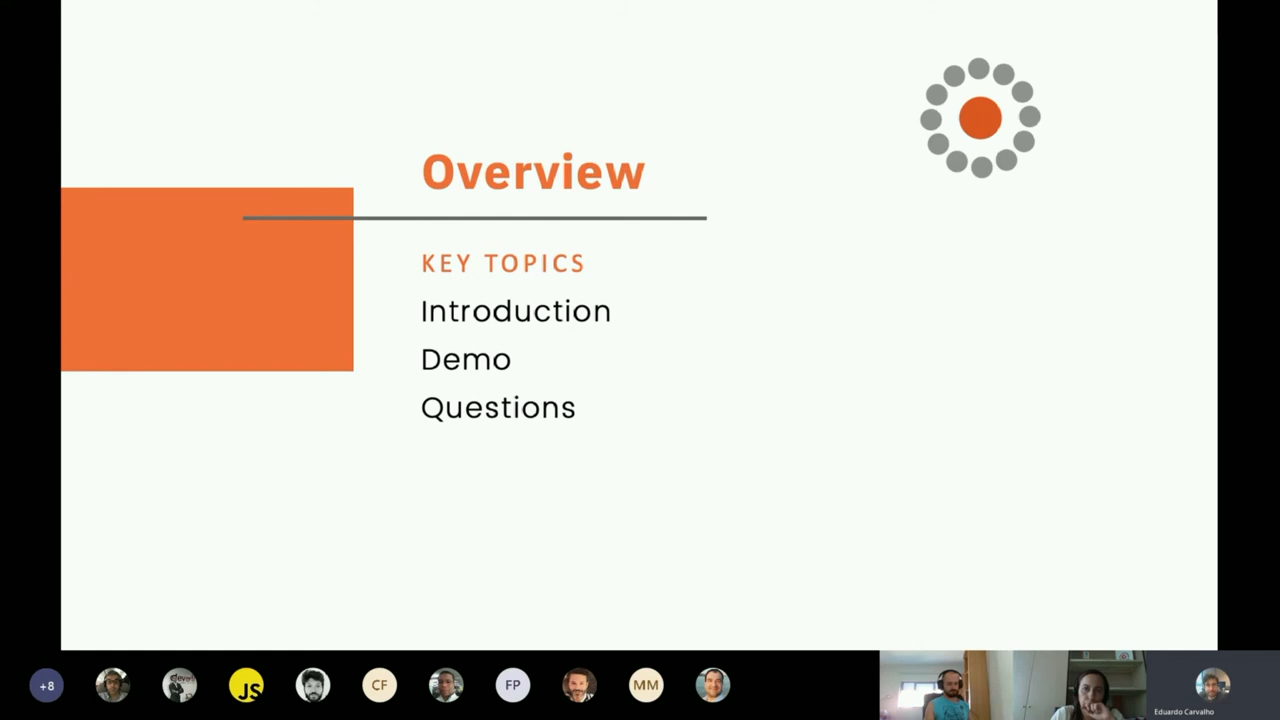 Overview
KEY TOPICS
Introduction
Demo
Questions
+8
JS
CF
FP
MM
Eduardo Carvalho